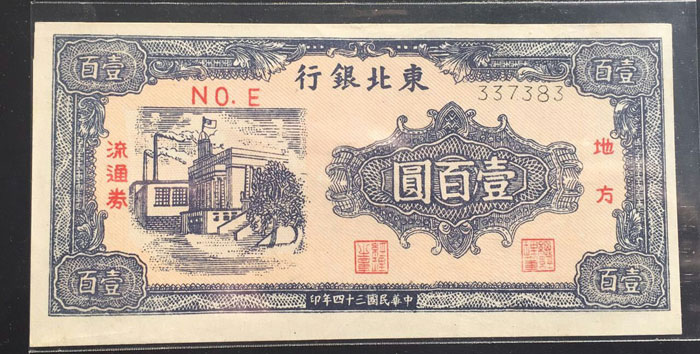 壹百
壹百
行銀北東
NO. E
337383
流通券
圓百壹
地方
壹百
壹百
印年四十三國民華中